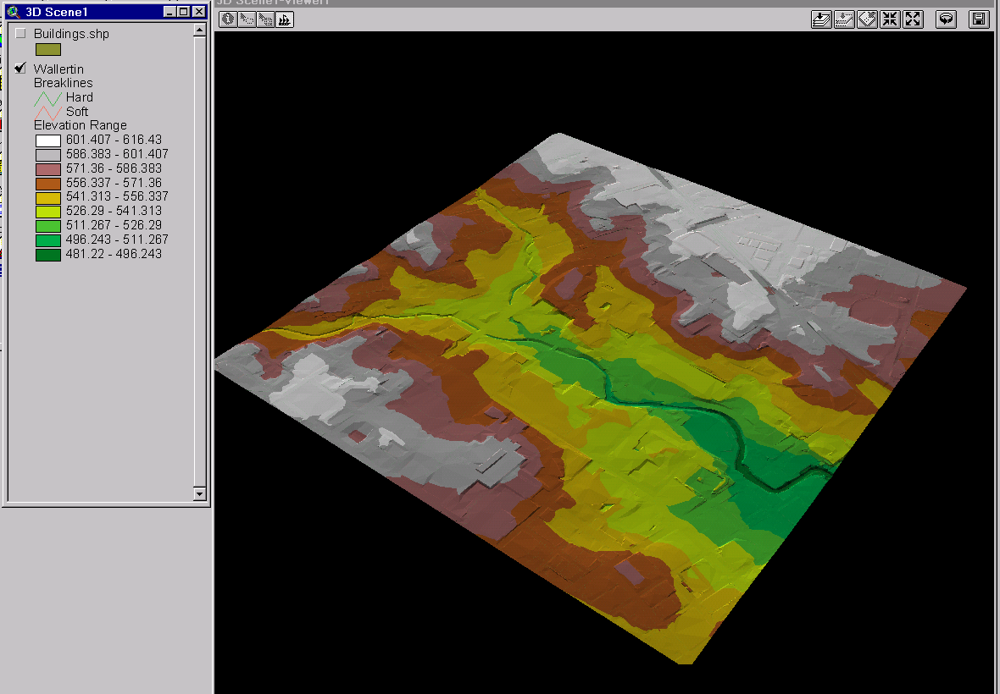 3D Scene1
3D Scene1-Viewer1
Buildings.shp
Wallertin
Breaklines
Hard
Soft
Elevation Range
601.407 - 616.43
586.383 - 601.407
571.36 - 586.383
556.337 - 571.36
541.313 - 556.337
526.29 - 541.313
511.267 - 526.29
496.243 - 511.267
481.22 - 496.243